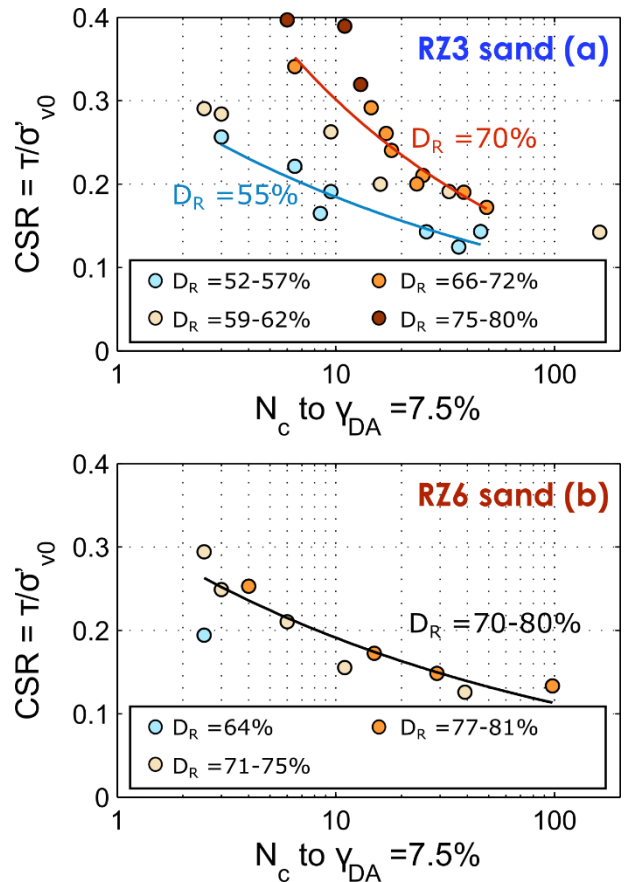 0.4
RZ3 sand (a)
0.3
D_R =70%
0.2
D_R =55%
0.1
D_R =52-57%
D_R =66-72%
D_R =59-62%
D_R =75-80%
0
1
10
100
CSR = τ/σ'_v0
N_c to γ_DA =7.5%
0.4
RZ6 sand (b)
0.3
D_R =70-80%
0.2
0.1
D_R =64%
D_R =77-81%
D_R =71-75%
0
1
10
100
CSR = τ/σ'_v0
N_c to γ_DA =7.5%